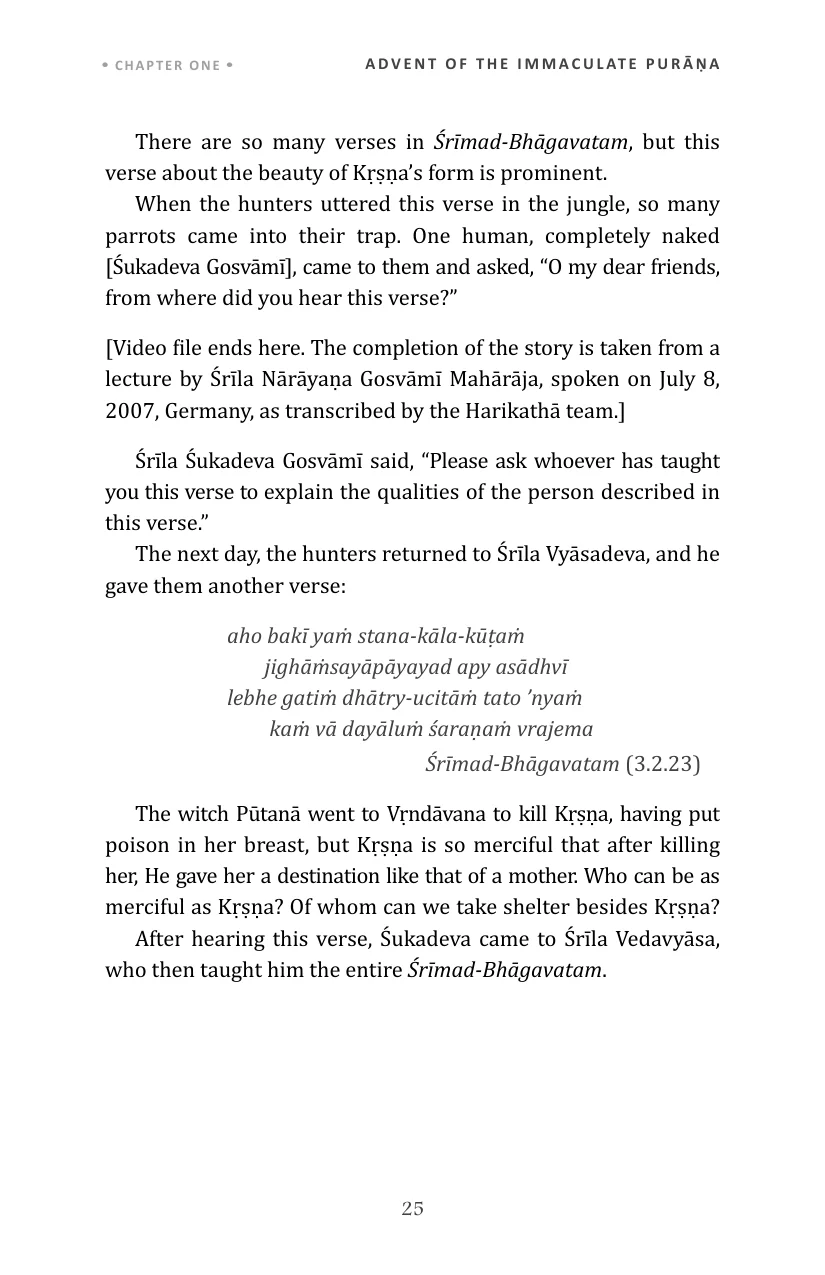 • CHAPTER ONE •
ADVENT OF THE IMMACULATE PURĀṆA
There are so many verses in Śrīmad-Bhāgavatam, but this
verse about the beauty of Kṛṣṇa’s form is prominent.
When the hunters uttered this verse in the jungle, so many
parrots came into their trap. One human, completely naked
[Śukadeva Gosvāmī], came to them and asked, “O my dear friends,
from where did you hear this verse?”
[Video file ends here. The completion of the story is taken from a
lecture by Śrīla Nārāyaṇa Gosvāmī Mahārāja, spoken on July 8,
2007, Germany, as transcribed by the Harikathā team.]
Śrīla Śukadeva Gosvāmī said, “Please ask whoever has taught
you this verse to explain the qualities of the person described in
this verse.”
The next day, the hunters returned to Śrīla Vyāsadeva, and he
gave them another verse:
aho bakī yaṁ stana-kāla-kūṭaṁ
jighāṁsayāpāyayad apy asādhvī
lebhe gatiṁ dhātry-ucitāṁ tato ’nyaṁ
kaṁ vā dayāluṁ śaraṇaṁ vrajema
Śrīmad-Bhāgavatam (3.2.23)
The witch Pūtanā went to Vṛndāvana to kill Kṛṣṇa, having put
poison in her breast, but Kṛṣṇa is so merciful that after killing
her, He gave her a destination like that of a mother. Who can be as
merciful as Kṛṣṇa? Of whom can we take shelter besides Kṛṣṇa?
After hearing this verse, Śukadeva came to Śrīla Vedavyāsa,
who then taught him the entire Śrīmad-Bhāgavatam.
25